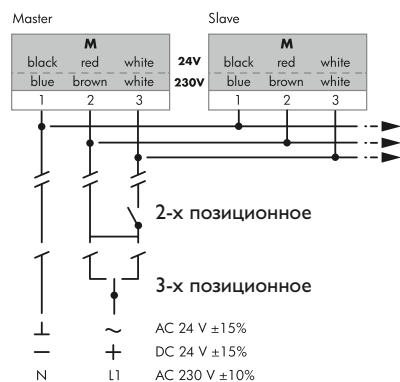 Master Slave
M M
black red white 24V black red white
blue brown white 230V blue brown white
1 2 3 1 2 3
2-х позиционное
3-х позиционное
⊥ ~ AC 24 V ±15%
− + DC 24 V ±15%
N L1 AC 230 V ±10%